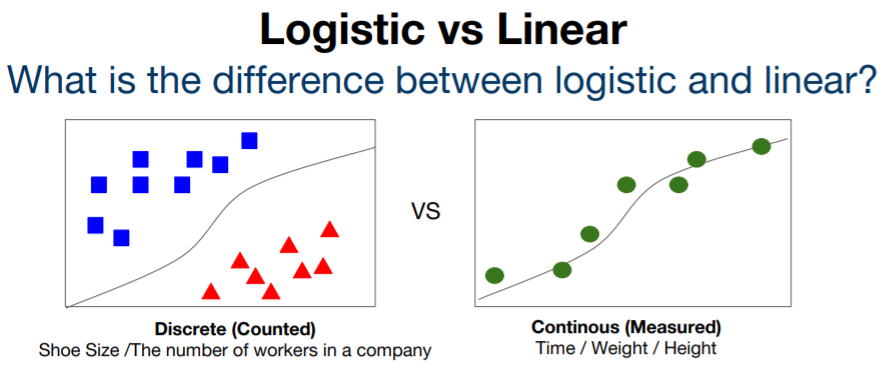 Logistic vs Linear
What is the difference between logistic and linear?
VS
Discrete (Counted)
Shoe Size /The number of workers in a company
Continous (Measured)
Time / Weight / Height